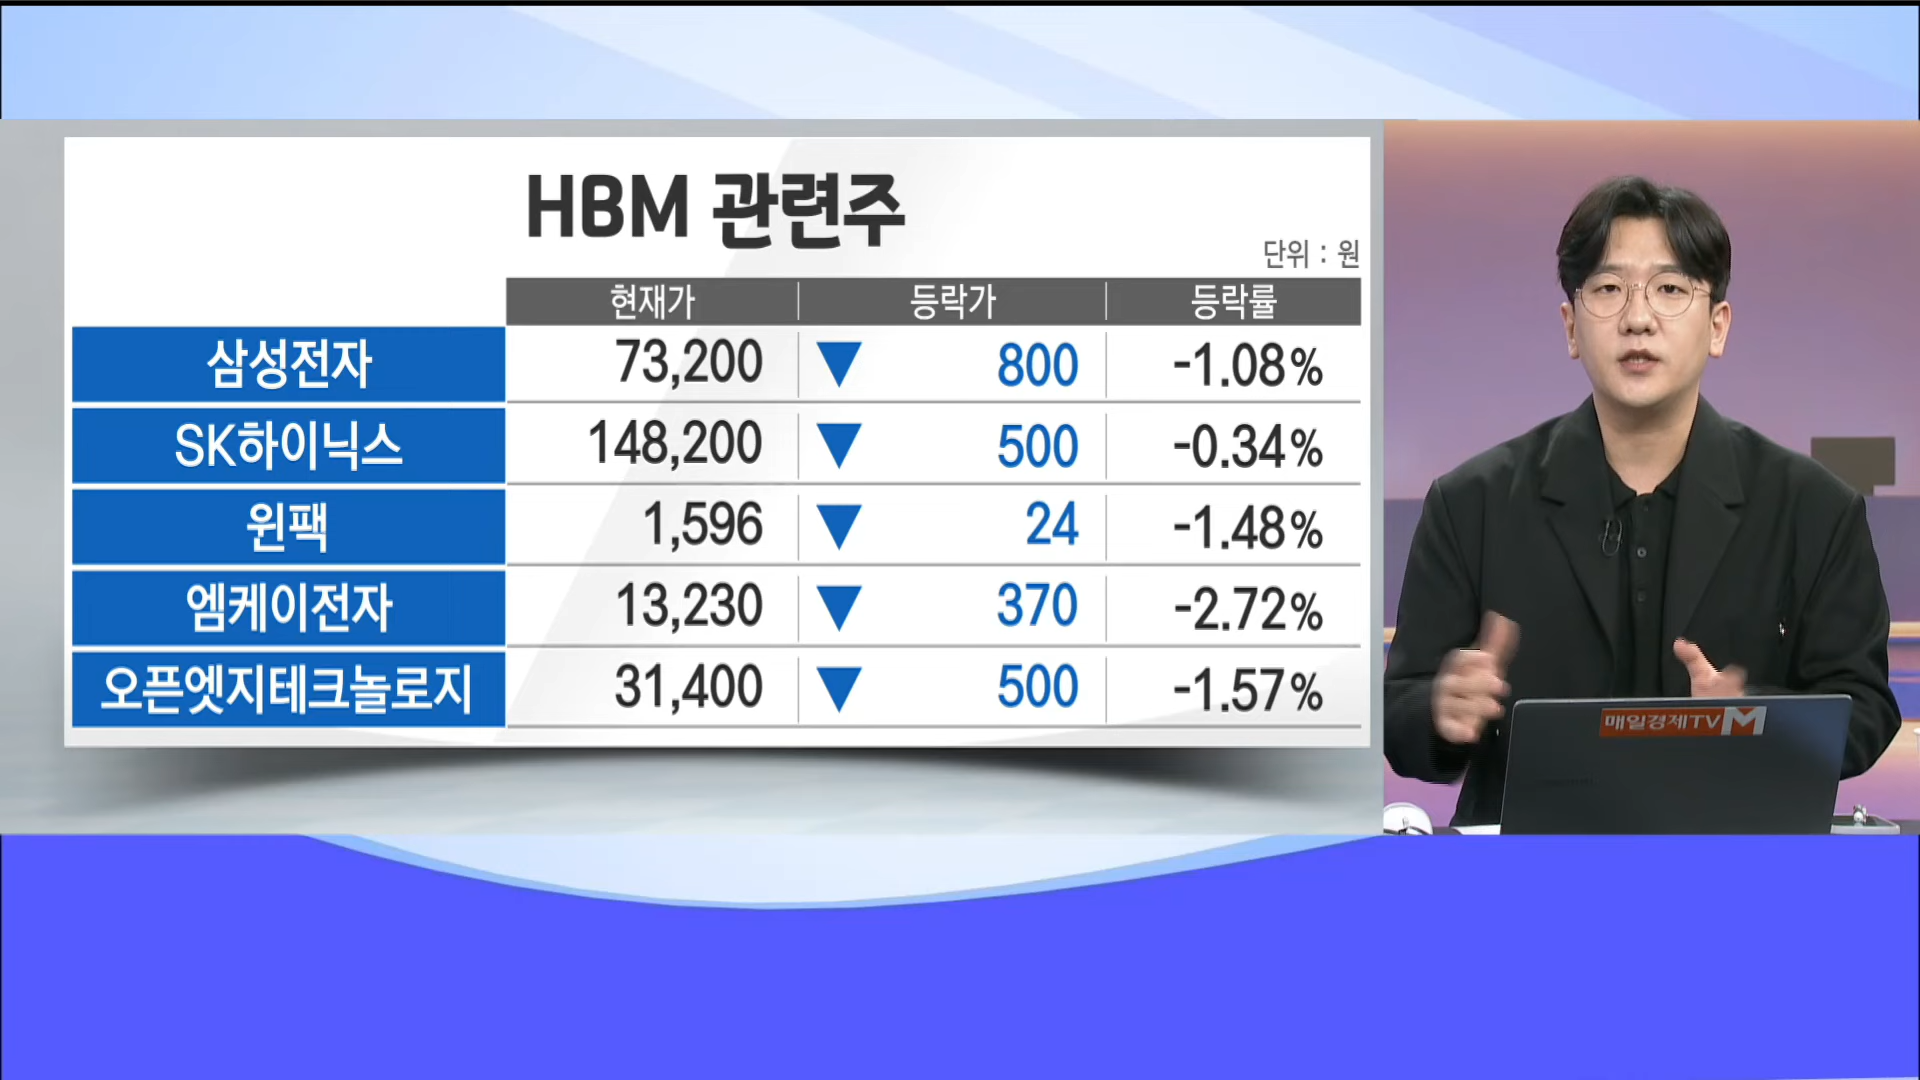 HBM 관련주
단위 : 원
현재가 등락가 등락률
삼성전자 73,200 ▼ 800 -1.08%
SK하이닉스 148,200 ▼ 500 -0.34%
윈팩 1,596 ▼ 24 -1.48%
엠케이전자 13,230 ▼ 370 -2.72%
오픈엣지테크놀로지 31,400 ▼ 500 -1.57%
매일경제TV M